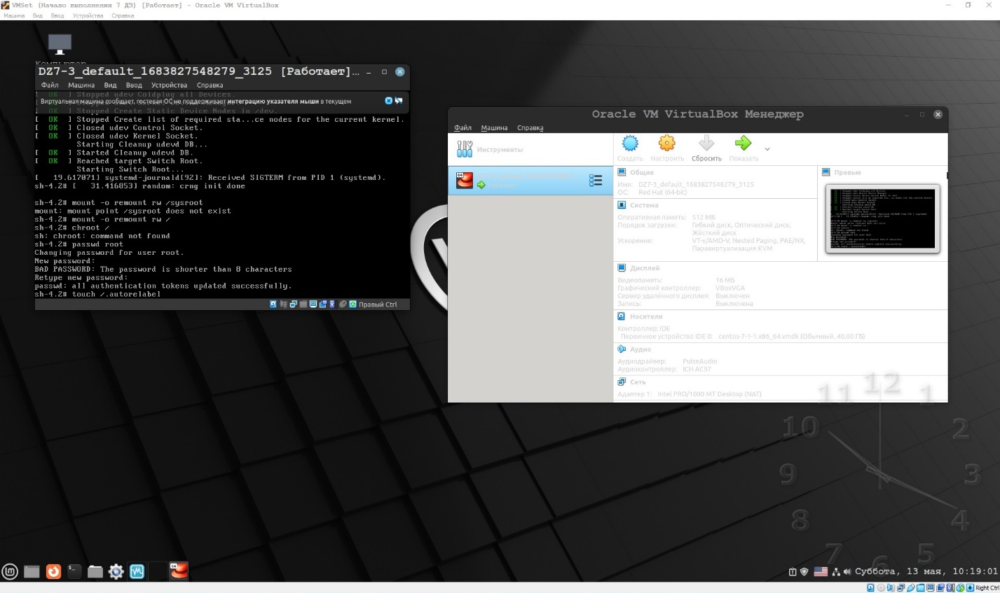 VMSet (Начало выполнения 7 ДЗ) [Работает] - Oracle VM VirtualBox
Машина Вид Ввод Устройства Справка
DZ7-3_default_1683827548279_3125 [Работает]...
Файл Машина Вид Ввод Устройства Справка
[ OK ] Stopped udev Coldplug all Devices.
Виртуальная машина сообщает, гостевая ОС не поддерживает интеграцию указателя мыши в текущем
[ OK ] Stopped Create Static Device Nodes in /dev.
[ OK ] Stopped Create list of required sta...ce nodes for the current kernel.
[ OK ] Closed udev Control Socket.
[ OK ] Closed udev Kernel Socket.
Starting Cleanup udevd DB...
[ OK ] Started Cleanup udevd DB.
[ OK ] Reached target Switch Root.
Starting Switch Root...
[ 19.617071] systemd-journald[92]: Received SIGTERM from PID 1 (systemd).
sh-4.2# [ 31.416853] random: crng init done
sh-4.2# mount -o remount rw /sysroot
mount: mount point /sysroot does not exist
sh-4.2# mount -o remount rw /
sh-4.2# chroot /
sh: chroot: command not found
sh-4.2# passwd root
Changing password for user root.
New password:
BAD PASSWORD: The password is shorter than 8 characters
Retype new password:
passwd: all authentication tokens updated successfully.
sh-4.2# touch /.autorelabel
Правый Ctrl
Oracle VM VirtualBox Менеджер
Файл Машина Справка
Инструменты
Создать Настроить Сбросить Показать
64
Общие
Имя: DZ7-3_default_1683827548279_3125
ОС: Red Hat (64-bit)
Превью
Система
Оперативная память: 512 МБ
Порядок загрузки: Гибкий диск, Оптический диск,
Жёсткий диск
Ускорение: VT-x/AMD-V, Nested Paging, PAE/NX,
Паравиртуализация KVM
Дисплей
Видеопамять: 16 МБ
Графический контроллер: VBoxVGA
Сервер удалённого дисплея: Выключен
Запись: Выключена
Носители
Контроллер: IDE
Первичное устройство IDE 0: centos-7-1-1.x86_64.vmdk (Обычный, 40,00 ГБ)
Аудио
Аудиодрайвер: PulseAudio
Аудиоконтроллер: ICH AC97
Сеть
Адаптер 1: Intel PRO/1000 MT Desktop (NAT)
11 12 1
10 2
9 3
8 4
7 6 5
64
Суббота, 13 мая, 10:19:01
Right Ctrl